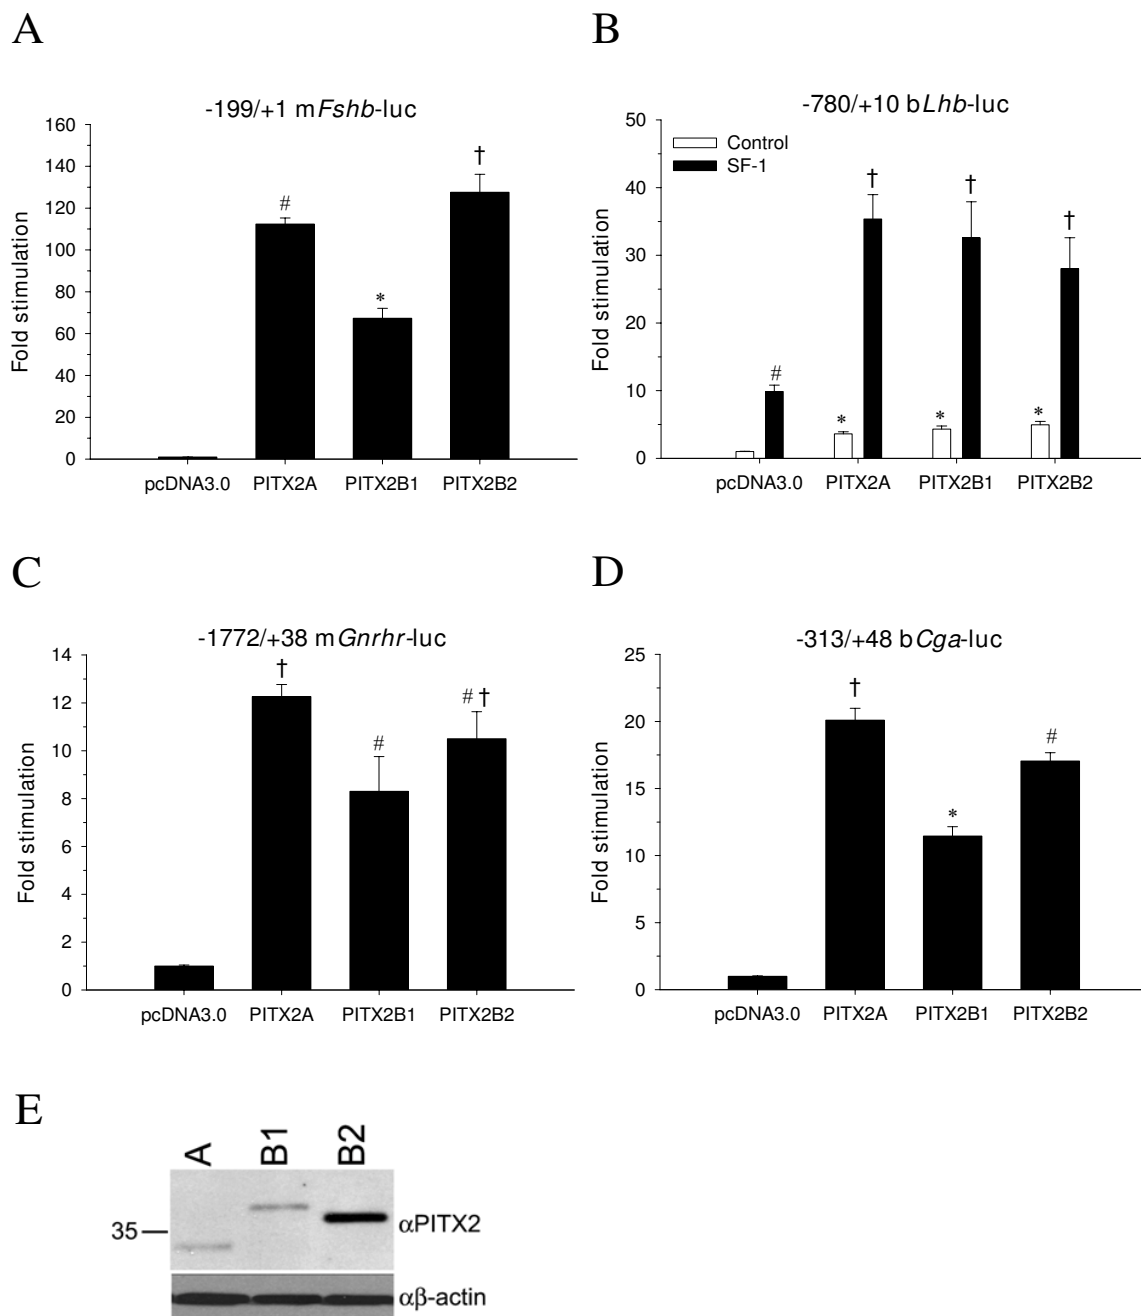 A
-199/+1 mFshb-luc
Fold stimulation
160
140
120
100
80
60
40
20
0
#
*
†
pcDNA3.0 PITX2A PITX2B1 PITX2B2
B
-780/+10 bLhb-luc
Fold stimulation
50
40
30
20
10
0
Control
SF-1
#
* †
* †
* †
pcDNA3.0 PITX2A PITX2B1 PITX2B2
C
-1772/+38 mGnrhr-luc
Fold stimulation
14
12
10
8
6
4
2
0
†
#
# †
pcDNA3.0 PITX2A PITX2B1 PITX2B2
D
-313/+48 bCga-luc
Fold stimulation
25
20
15
10
5
0
†
*
#
pcDNA3.0 PITX2A PITX2B1 PITX2B2
E
A B1 B2
35
αPITX2
αβ-actin